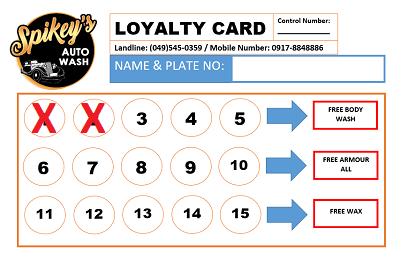 Spikey's
AUTO
WASH
LOYALTY CARD
Control Number:
Landline: (049)545-0359 / Mobile Number: 0917-8848886
NAME & PLATE NO:
X X 3 4 5
FREE BODY
WASH
6 7 8 9 10
FREE ARMOUR
ALL
11 12 13 14 15
FREE WAX